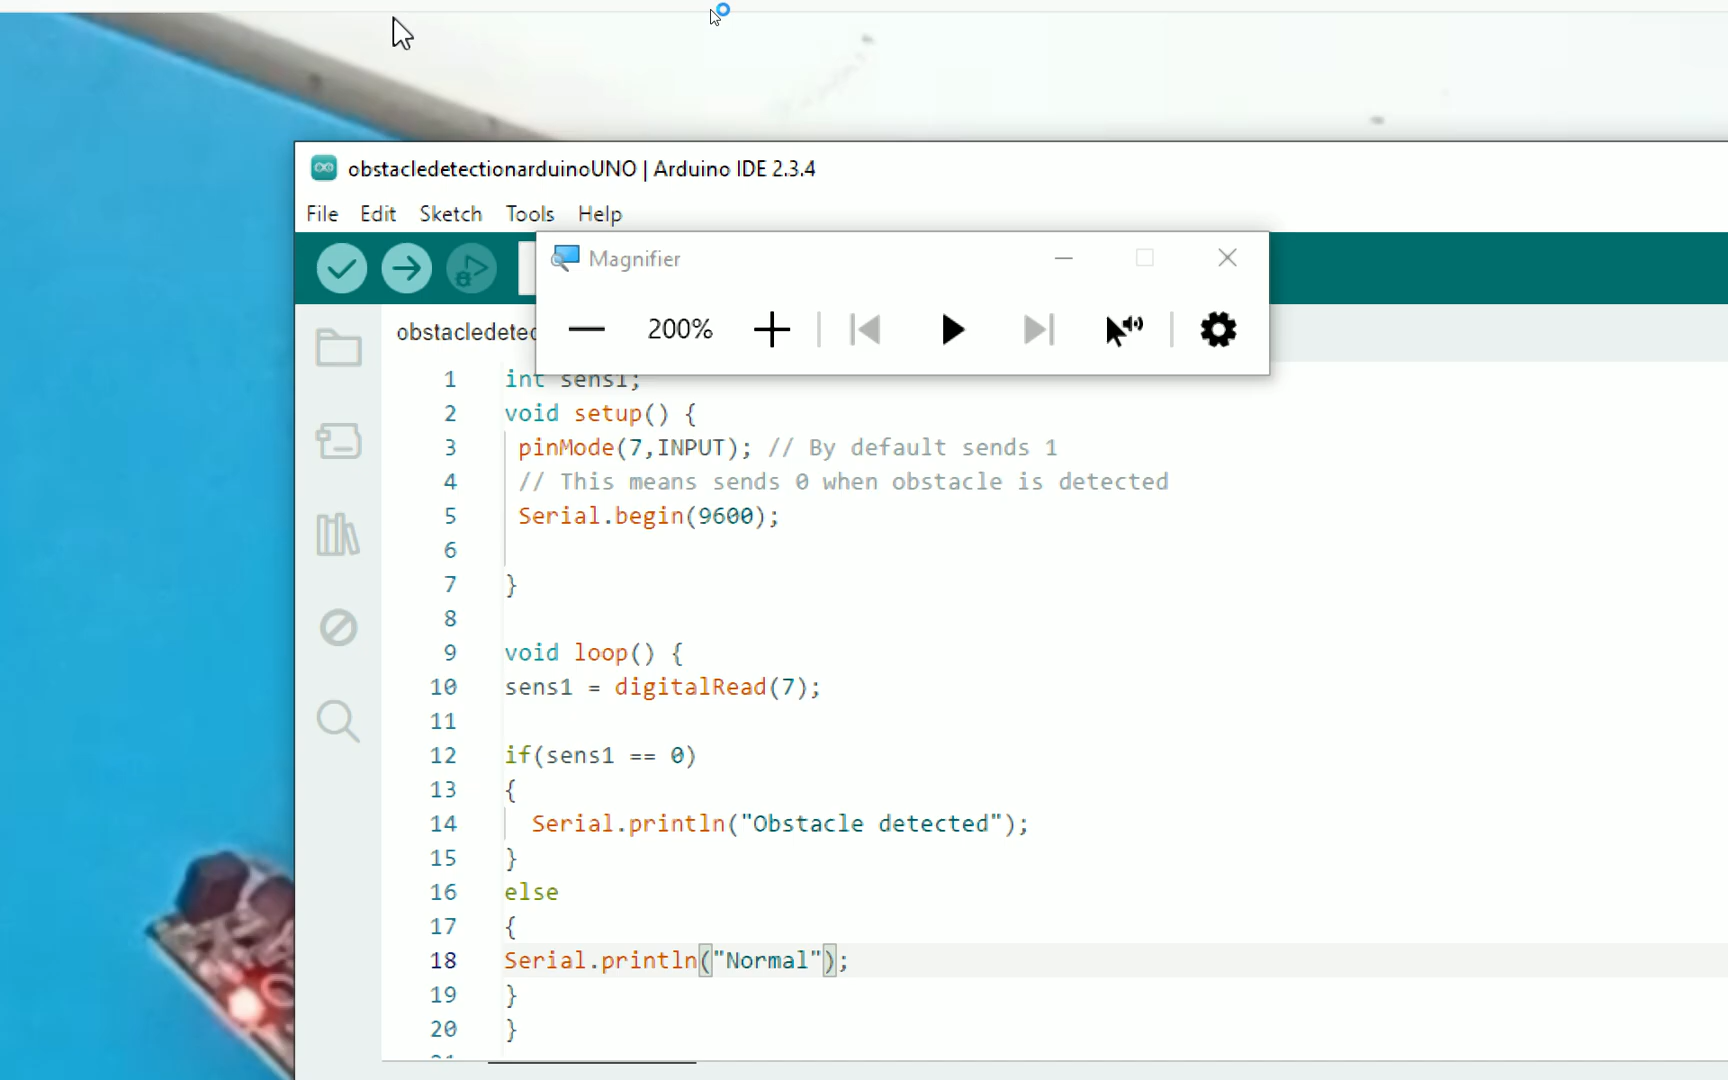 obstacledetectionarduinoUNO | Arduino IDE 2.3.4
File Edit Sketch Tools Help
Magnifier
200%
obstacledetec
1 int sens1;
2 void setup() {
3 pinMode(7,INPUT); // By default sends 1
4 // This means sends 0 when obstacle is detected
5 Serial.begin(9600);
6
7 }
8
9 void loop() {
10 sens1 = digitalRead(7);
11
12 if(sens1 == 0)
13 {
14 Serial.println("Obstacle detected");
15 }
16 else
17 {
18 Serial.println("Normal");
19 }
20 }